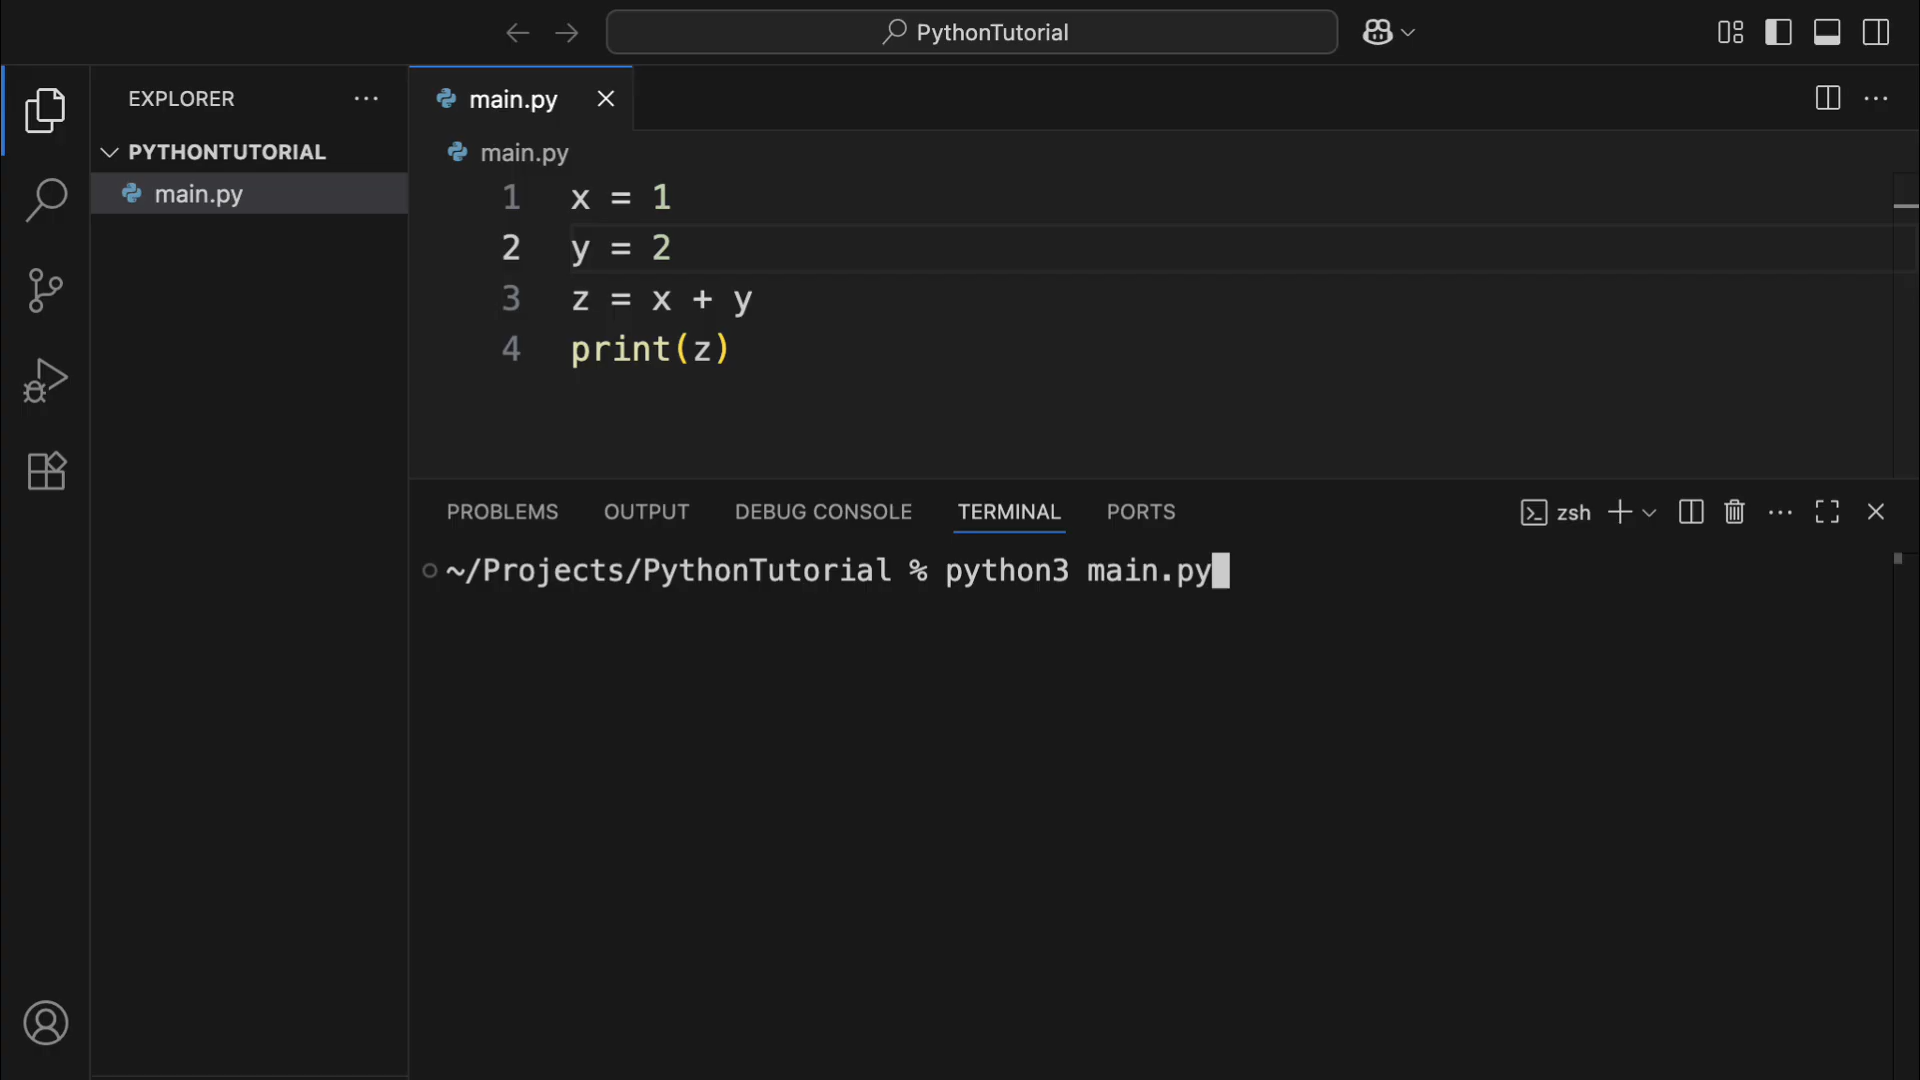 PythonTutorial
EXPLORER
main.py
PYTHONTUTORIAL
main.py
main.py
1 x = 1
2 y = 2
3 z = x + y
4 print(z)
PROBLEMS OUTPUT DEBUG CONSOLE TERMINAL PORTS zsh
~/Projects/PythonTutorial % python3 main.py